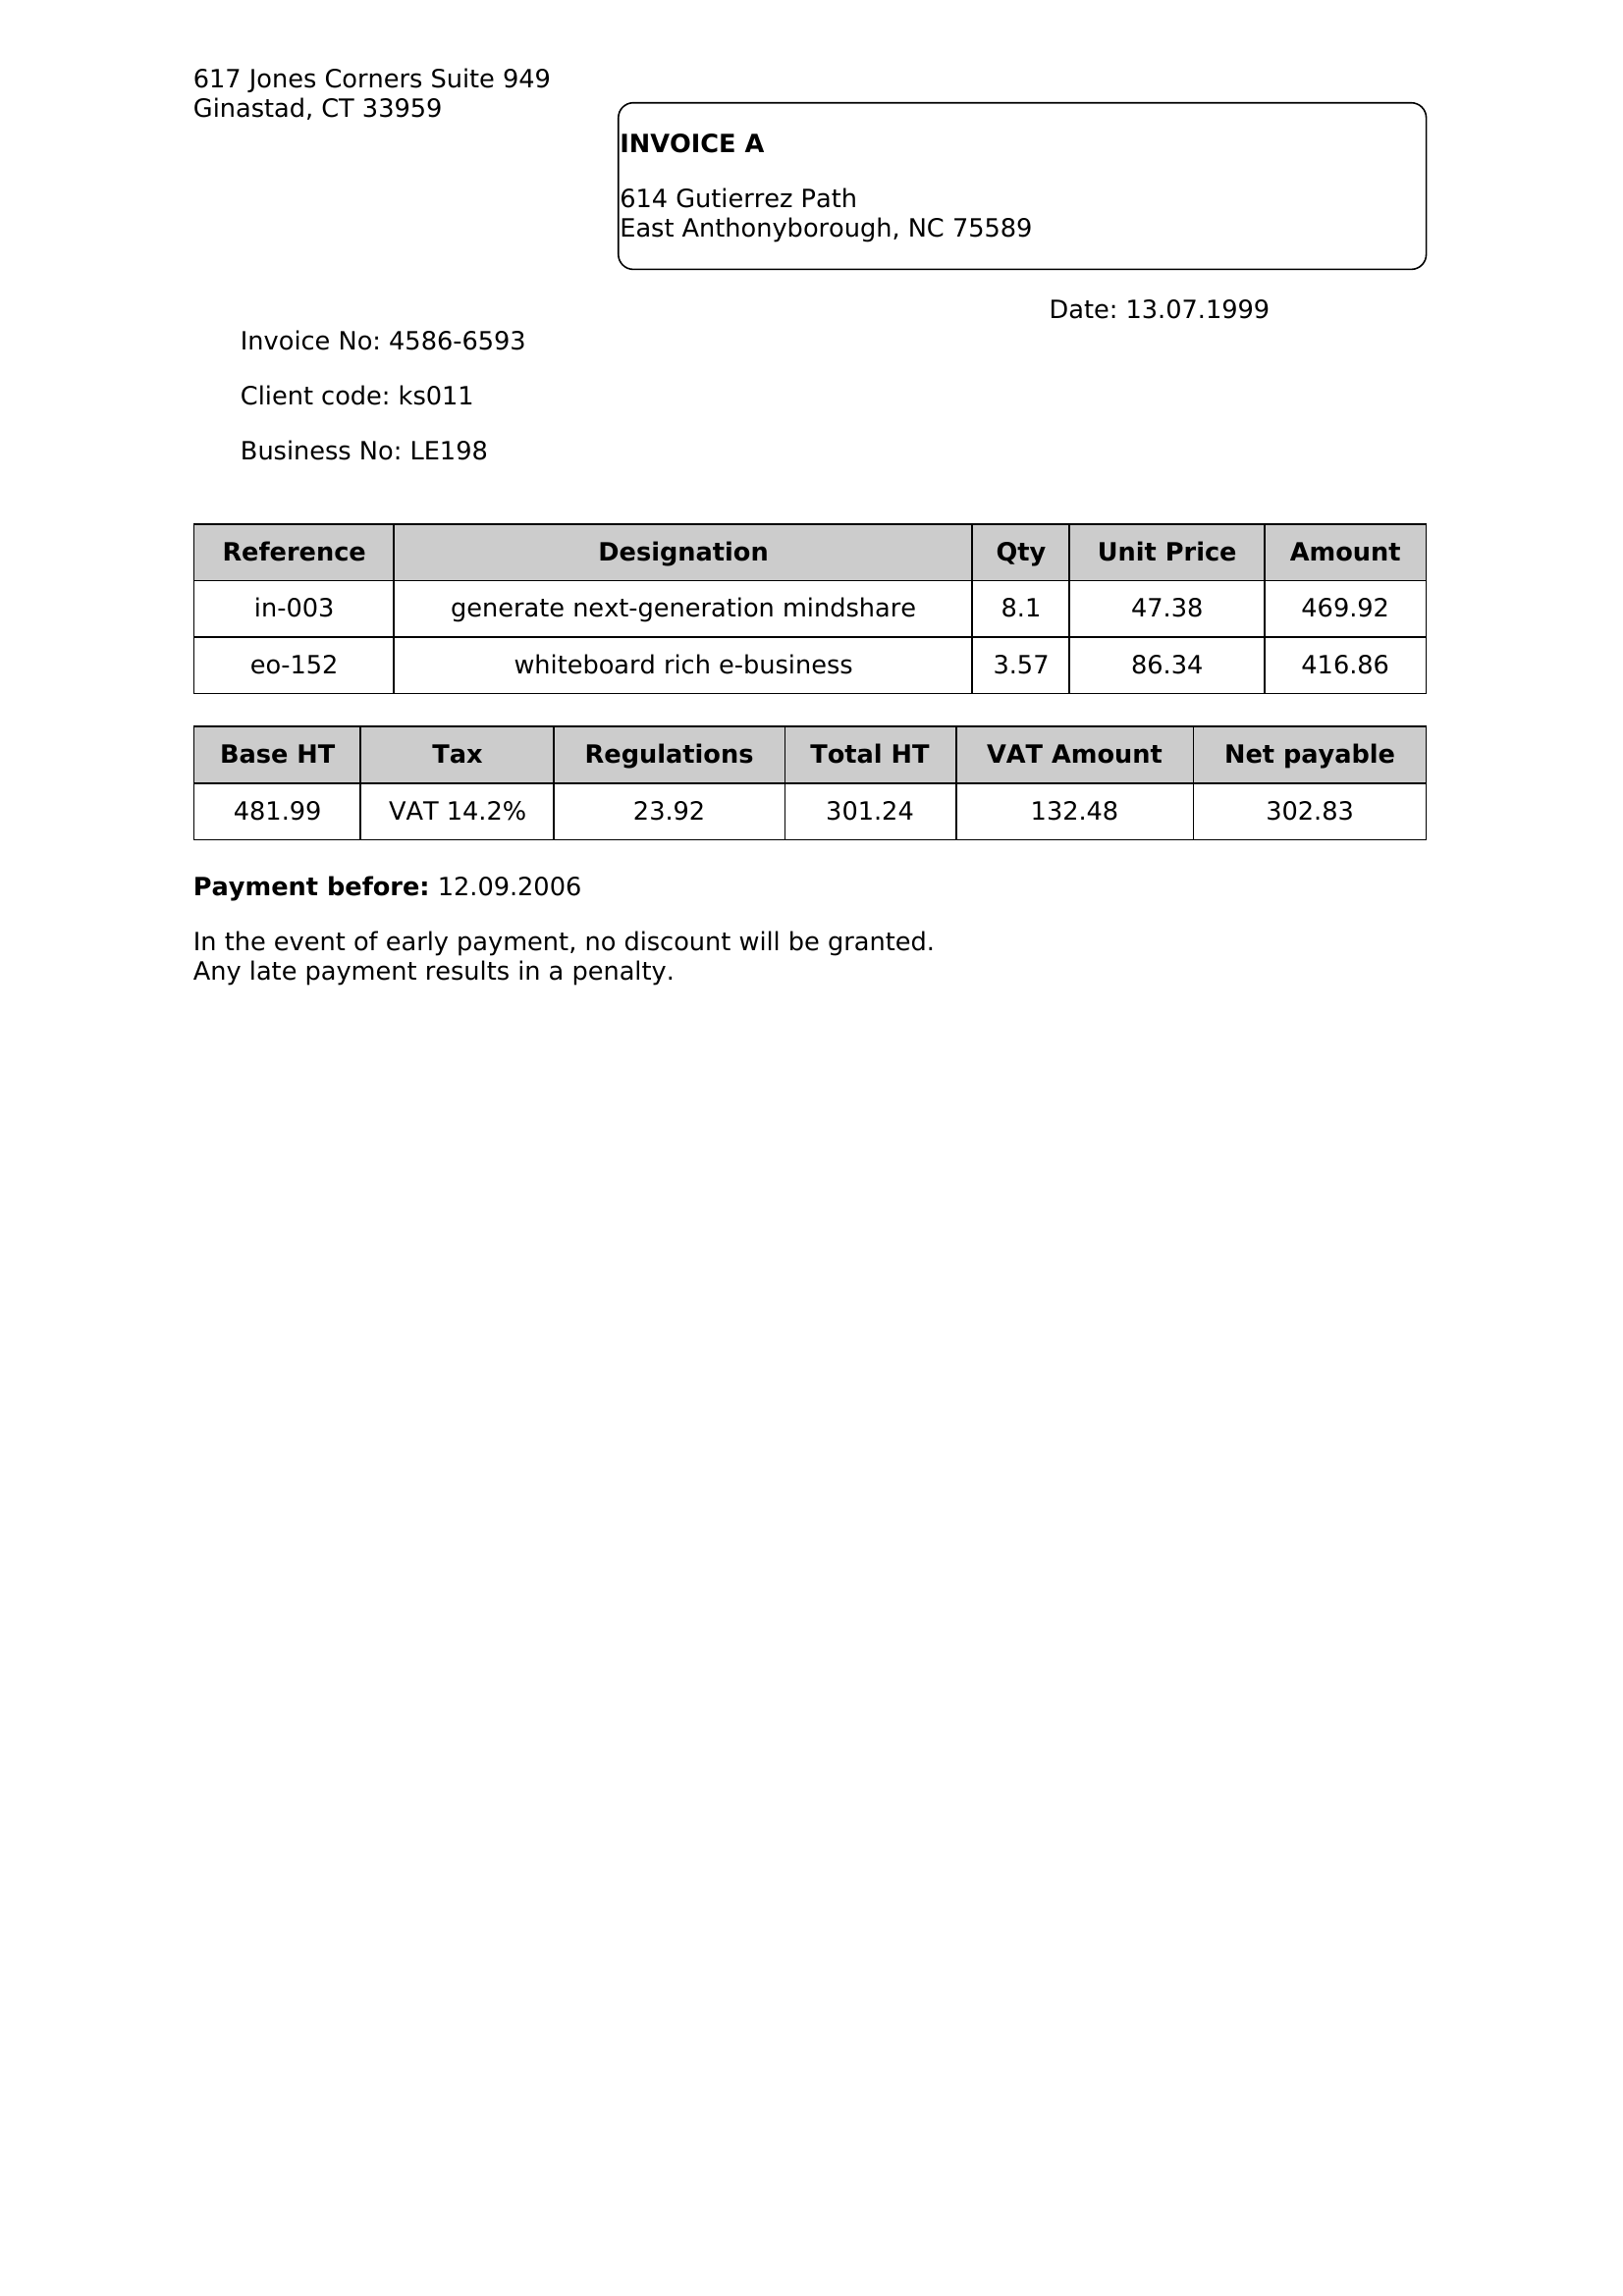 617 Jones Corners Suite 949
Ginastad, CT 33959
INVOICE A
614 Gutierrez Path
East Anthonyborough, NC 75589
Date: 13.07.1999
Invoice No: 4586-6593
Client code: ks011
Business No: LE198
Reference Designation Qty Unit Price Amount
in-003 generate next-generation mindshare 8.1 47.38 469.92
eo-152 whiteboard rich e-business 3.57 86.34 416.86
Base HT Tax Regulations Total HT VAT Amount Net payable
481.99 VAT 14.2% 23.92 301.24 132.48 302.83
Payment before: 12.09.2006
In the event of early payment, no discount will be granted.
Any late payment results in a penalty.